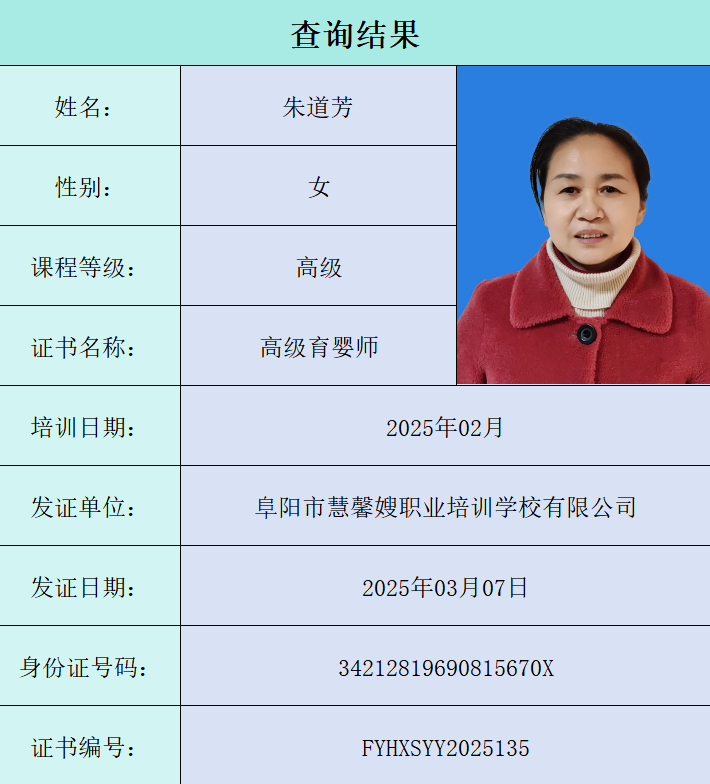 查询结果
姓名： 朱道芳
性别： 女
课程等级： 高级
证书名称： 高级育婴师
培训日期： 2025年02月
发证单位： 阜阳市慧馨嫂职业培训学校有限公司
发证日期： 2025年03月07日
身份证号码： 34212819690815670X
证书编号： FYHXSYY2025135